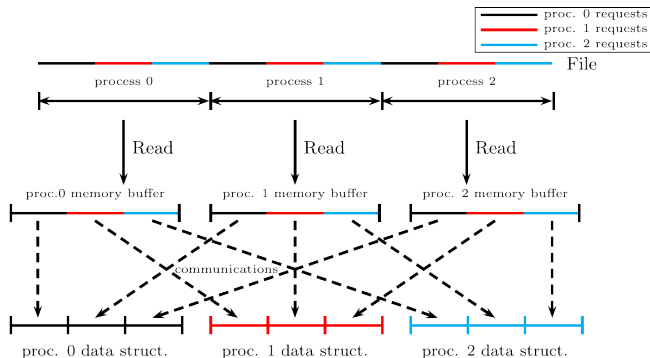 proc. 0 requests
proc. 1 requests
proc. 2 requests
File
process 0 process 1 process 2
Read Read Read
proc.0 memory buffer proc. 1 memory buffer proc. 2 memory buffer
communications
proc. 0 data struct. proc. 1 data struct. proc. 2 data struct.